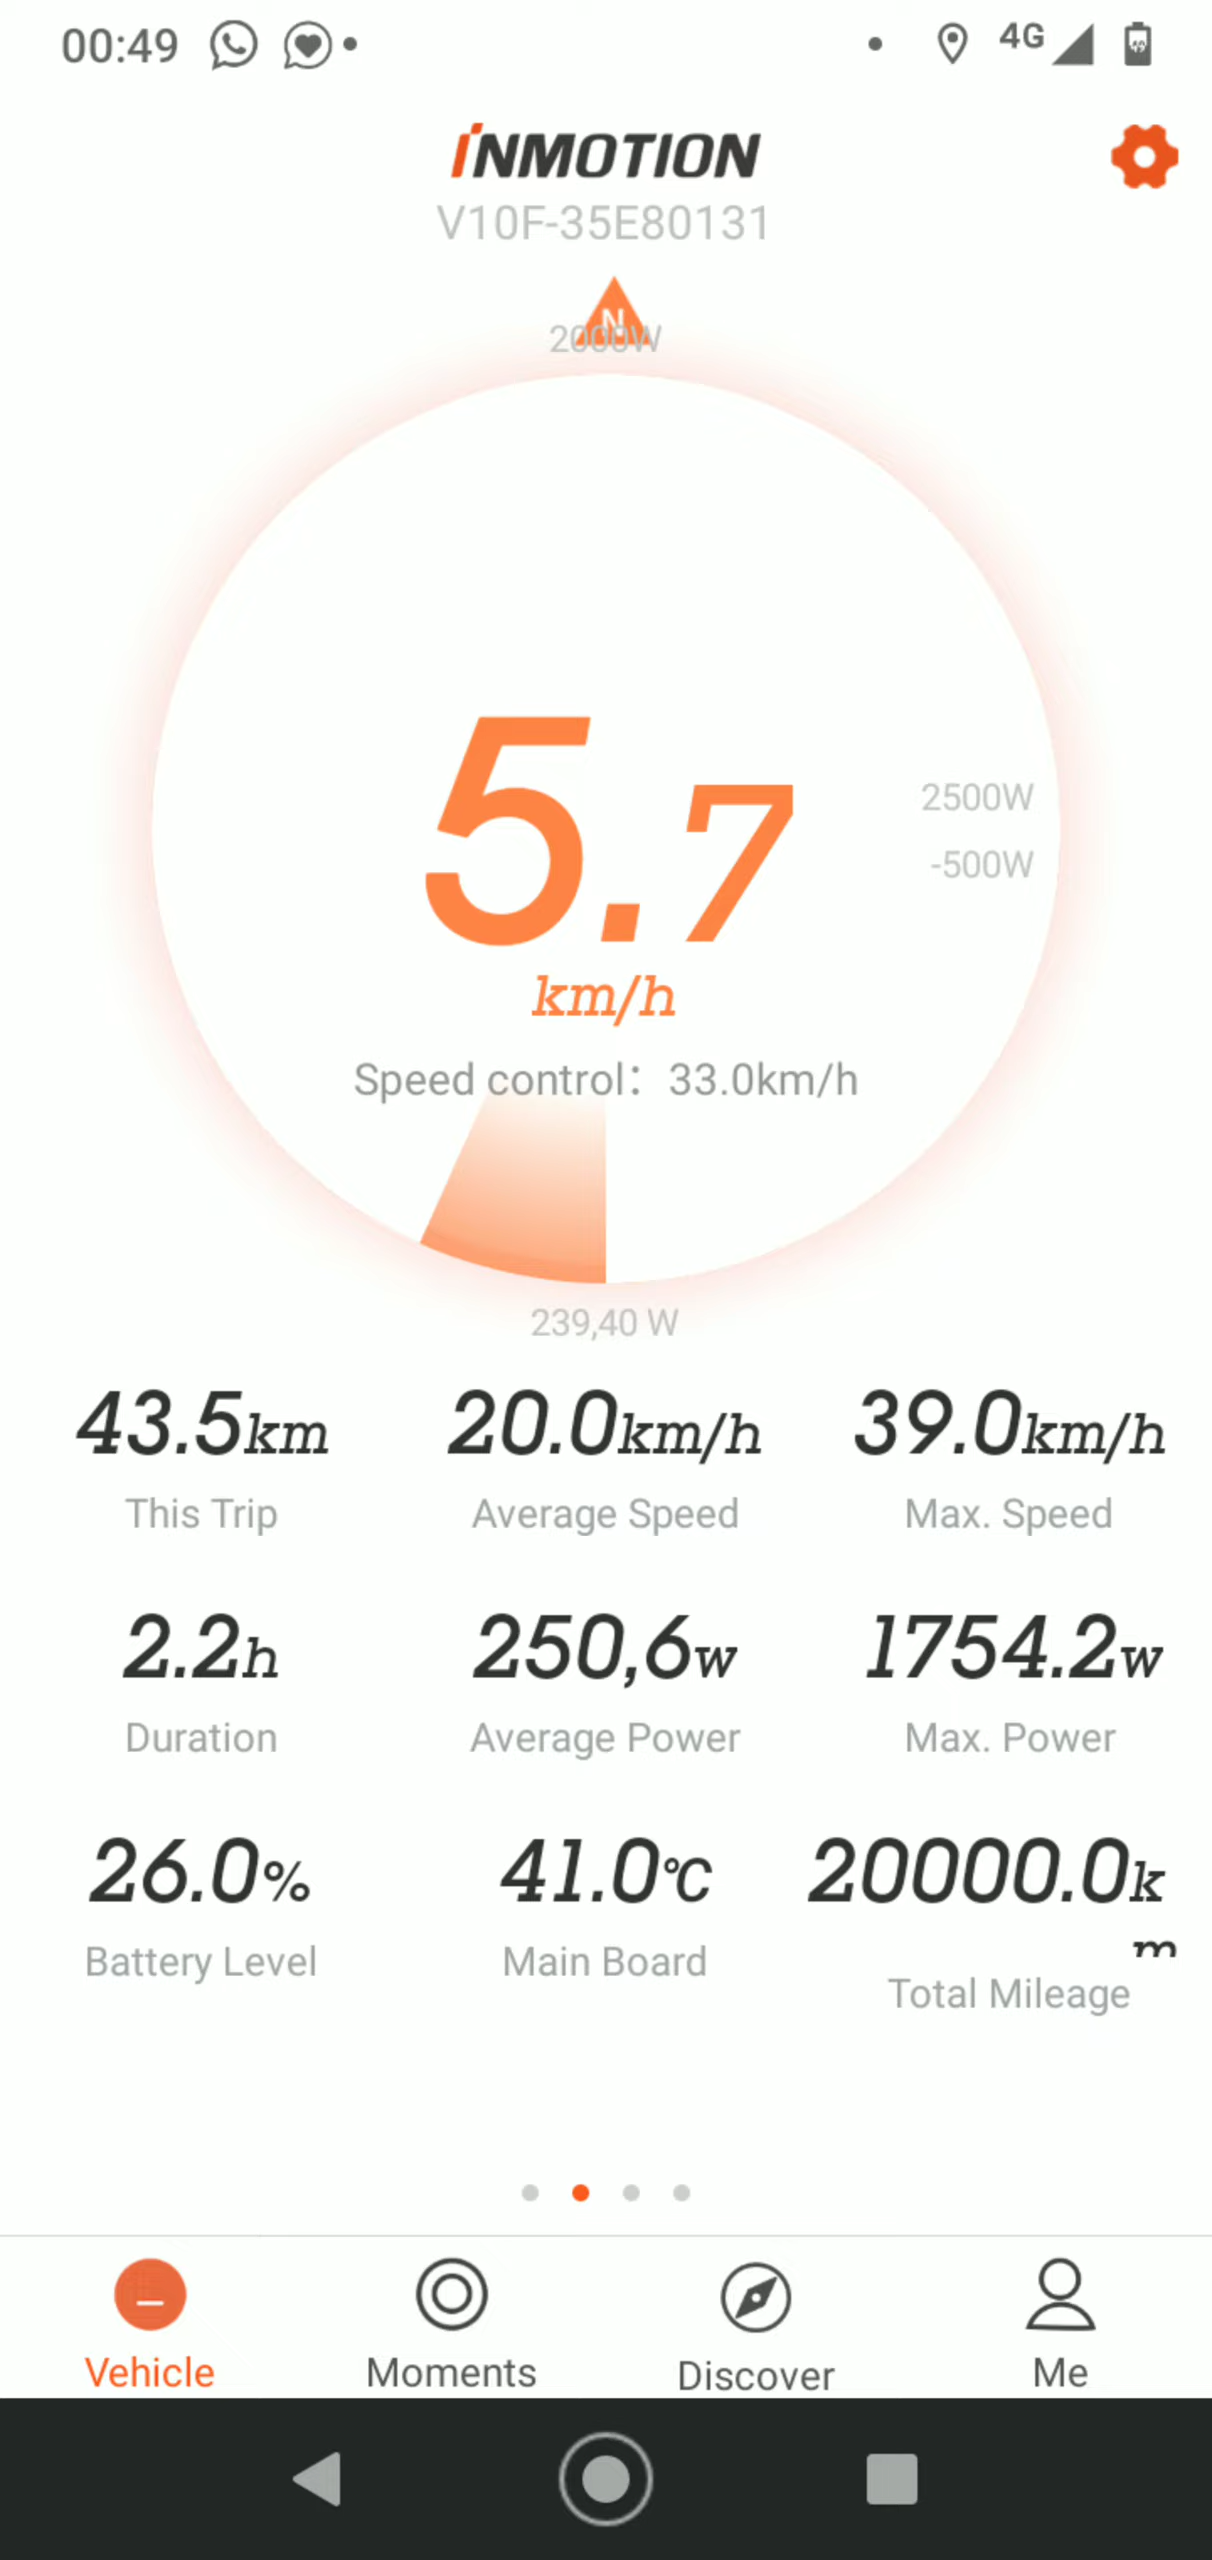 00:49 4G 49
INMOTION
V10F-35E80131
N
2000W
5.7
2500W
-500W
km/h
Speed control: 33.0km/h
239,40 W
43.5km 20.0km/h 39.0km/h
This Trip Average Speed Max. Speed
2.2h 250,6w 1754.2w
Duration Average Power Max. Power
26.0% 41.0℃ 20000.0k
m
Battery Level Main Board Total Mileage
Vehicle Moments Discover Me